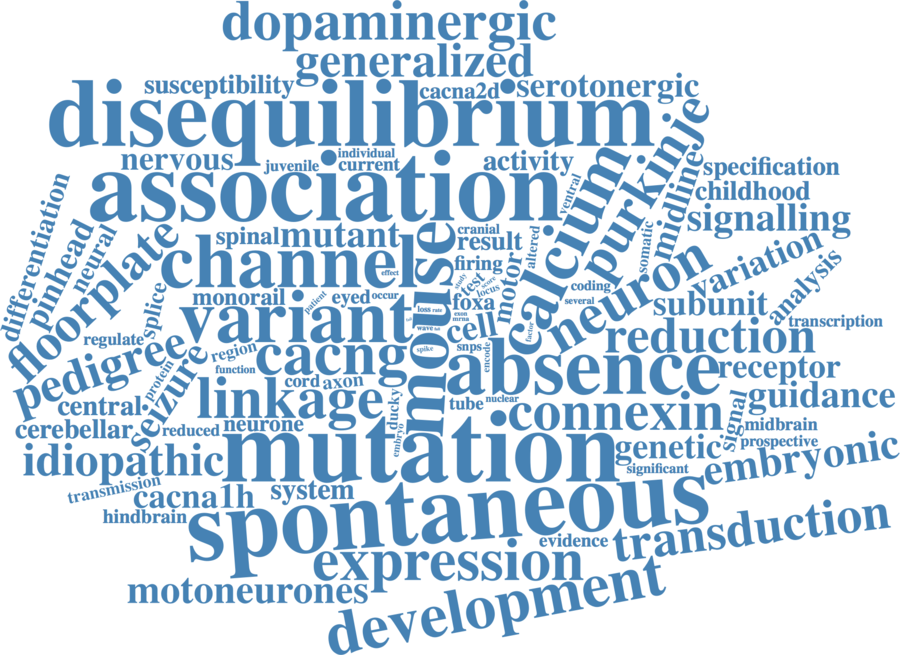 dopaminergic
generalized
susceptibility
cacna2d
serotonergic
disequilibrium
nervous
juvenile
individual
current
activity
ventral
calcium
purkinje
midline
specification
childhood
association
differentiation
pinhead
neural
floorplate
spinal
mutant
mouse
cranial
result
altered
somatic
signalling
channel
effect
firing
motor
neuron
variation
analysis
splice
monorail
patient
eyed
occur
study
test
score
locus
coding
several
variant
loss
rate
foxa
exon
mrna
subunit
transcription
regulate
pedigree
region
function
cacng
wave
cell
factor
reduction
spike
snps
encode
absence
receptor
seizure
protein
cord
axon
linkage
ducky
embryo
tube
nuclear
connexin
signal
guidance
central
cerebellar
reduced
neurone
midbrain
prospective
idiopathic
mutation
genetic
significant
embryonic
transmission
cacna1h
system
hindbrain
spontaneous
evidence
transduction
expression
motoneurones
development